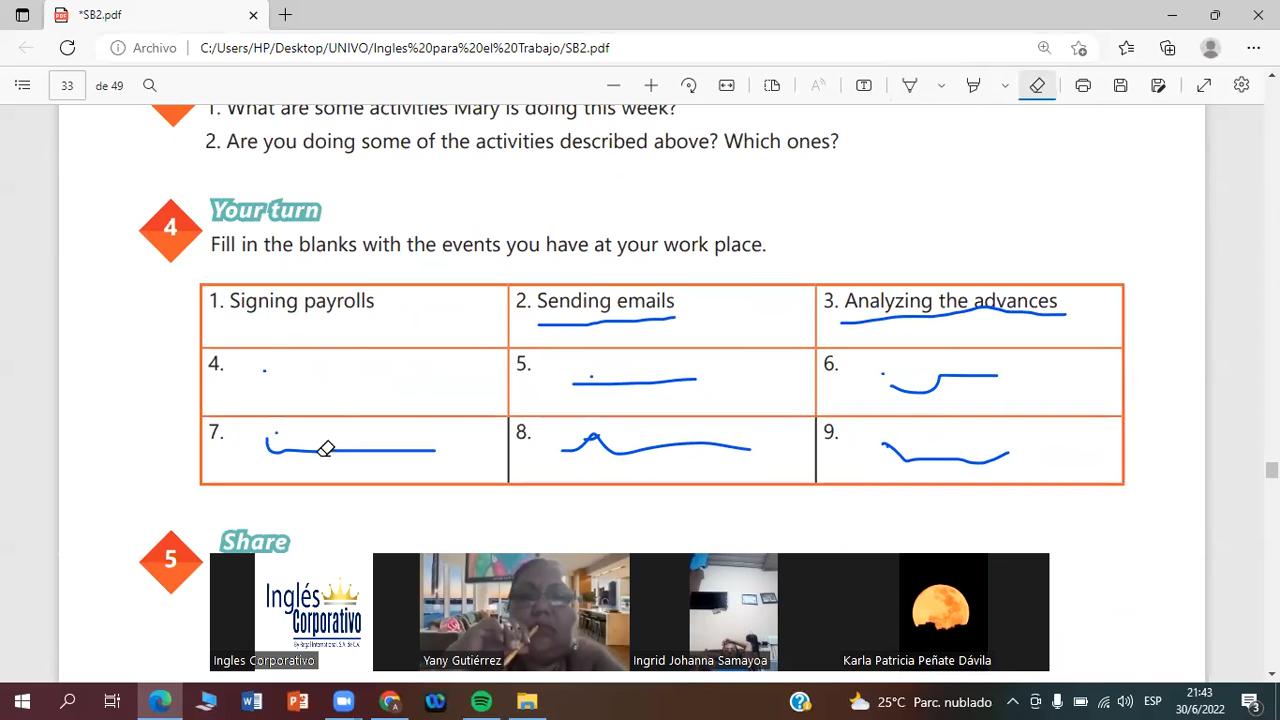 *SB2.pdf
Archivo
C:/Users/HP/Desktop/UNIVO/Ingles%20para%20el%20Trabajo/SB2.pdf
33 de 49
1. What are some activities Mary is doing this week?
2. Are you doing some of the activities described above? Which ones?
4
Your turn
Fill in the blanks with the events you have at your work place.
1. Signing payrolls
2. Sending emails
3. Analyzing the advances
4.
5.
6.
7.
8.
9.
5
Share
Inglés
Corporativo
Ingles Corporativo
Yany Gutiérrez
Ingrid Johanna Samayoa
Karla Patricia Peñate Dávila
25°C Parc. nublado
ESP
21:43
30/6/2022
3